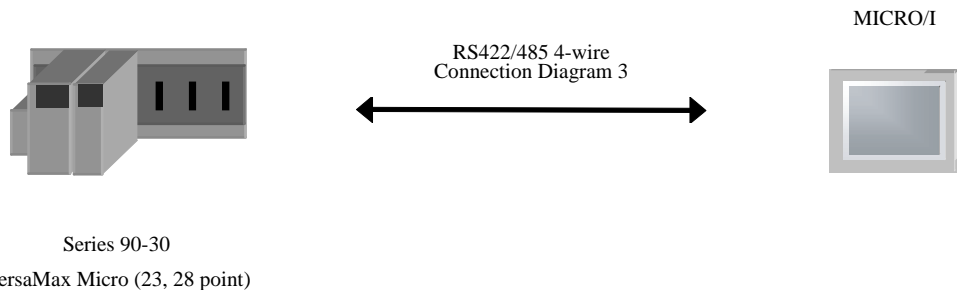 MICRO/I
RS422/485 4-wire
Connection Diagram 3
Series 90-30
ersaMax Micro (23, 28 point)